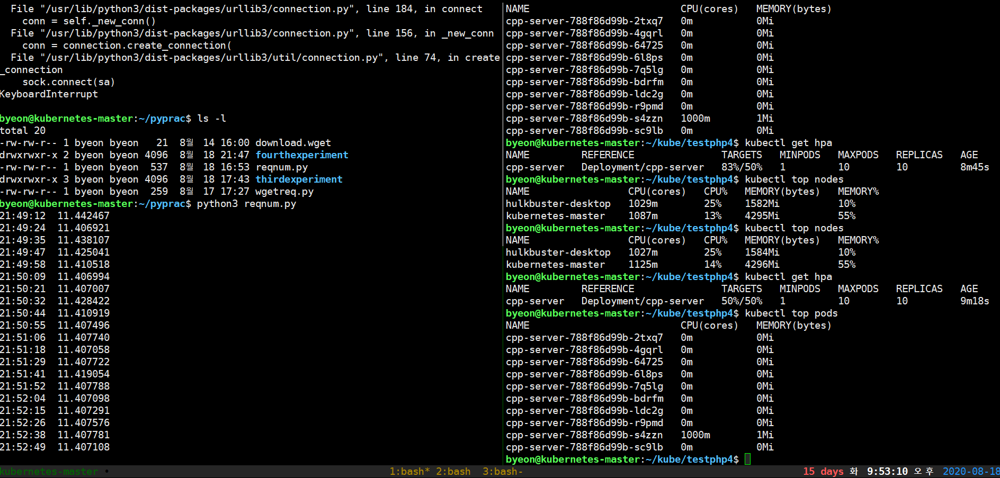 File "/usr/lib/python3/dist-packages/urllib3/connection.py", line 184, in connect
    conn = self._new_conn()
  File "/usr/lib/python3/dist-packages/urllib3/connection.py", line 156, in _new_conn
    conn = connection.create_connection(
  File "/usr/lib/python3/dist-packages/urllib3/util/connection.py", line 74, in create
_connection
    sock.connect(sa)
KeyboardInterrupt
byeon@kubernetes-master:~/pyprac$ ls -l
total 20
-rw-rw-r-- 1 byeon byeon   21  8월  14 16:00 download.wget
drwxrwxr-x 2 byeon byeon 4096  8월  18 21:47 fourthexperiment
-rw-rw-r-- 1 byeon byeon  537  8월  18 16:53 reqnum.py
drwxrwxr-x 3 byeon byeon 4096  8월  18 17:43 thirdexperiment
-rw-rw-r-- 1 byeon byeon  259  8월  17 17:27 wgetreq.py
byeon@kubernetes-master:~/pyprac$ python3 reqnum.py
21:49:12  11.442467
21:49:24  11.406921
21:49:35  11.438107
21:49:47  11.425041
21:49:58  11.410518
21:50:09  11.406994
21:50:21  11.407007
21:50:32  11.428422
21:50:44  11.410919
21:50:55  11.407496
21:51:06  11.407740
21:51:18  11.407058
21:51:29  11.407722
21:51:41  11.419054
21:51:52  11.407788
21:52:04  11.407098
21:52:15  11.407291
21:52:26  11.407576
21:52:38  11.407781
21:52:49  11.407108
NAME                          CPU(cores)   MEMORY(bytes)
cpp-server-788f86d99b-2txq7   0m           0Mi
cpp-server-788f86d99b-4gqrl   0m           0Mi
cpp-server-788f86d99b-64725   0m           0Mi
cpp-server-788f86d99b-6l8ps   0m           0Mi
cpp-server-788f86d99b-7q5lg   0m           0Mi
cpp-server-788f86d99b-bdrfm   0m           0Mi
cpp-server-788f86d99b-ldc2g   0m           0Mi
cpp-server-788f86d99b-r9pmd   0m           0Mi
cpp-server-788f86d99b-s4zzn   1000m        1Mi
cpp-server-788f86d99b-sc9lb   0m           0Mi
byeon@kubernetes-master:~/kube/testphp4$ kubectl get hpa
NAME         REFERENCE               TARGETS   MINPODS   MAXPODS   REPLICAS   AGE
cpp-server   Deployment/cpp-server   83%/50%   1         10        10         8m45s
byeon@kubernetes-master:~/kube/testphp4$ kubectl top nodes
NAME                 CPU(cores)   CPU%   MEMORY(bytes)   MEMORY%
hulkbuster-desktop   1029m        25%    1582Mi          10%
kubernetes-master    1087m        13%    4295Mi          55%
byeon@kubernetes-master:~/kube/testphp4$ kubectl top nodes
NAME                 CPU(cores)   CPU%   MEMORY(bytes)   MEMORY%
hulkbuster-desktop   1027m        25%    1584Mi          10%
kubernetes-master    1125m        14%    4296Mi          55%
byeon@kubernetes-master:~/kube/testphp4$ kubectl get hpa
NAME         REFERENCE               TARGETS   MINPODS   MAXPODS   REPLICAS   AGE
cpp-server   Deployment/cpp-server   50%/50%   1         10        10         9m18s
byeon@kubernetes-master:~/kube/testphp4$ kubectl top pods
NAME                          CPU(cores)   MEMORY(bytes)
cpp-server-788f86d99b-2txq7   0m           0Mi
cpp-server-788f86d99b-4gqrl   0m           0Mi
cpp-server-788f86d99b-64725   0m           0Mi
cpp-server-788f86d99b-6l8ps   0m           0Mi
cpp-server-788f86d99b-7q5lg   0m           0Mi
cpp-server-788f86d99b-bdrfm   0m           0Mi
cpp-server-788f86d99b-ldc2g   0m           0Mi
cpp-server-788f86d99b-r9pmd   0m           0Mi
cpp-server-788f86d99b-s4zzn   1000m        1Mi
cpp-server-788f86d99b-sc9lb   0m           0Mi
byeon@kubernetes-master:~/kube/testphp4$
kubernetes-master • 1:bash* 2:bash  3:bash- 15 days 화 9:53:10 오후 2020-08-18